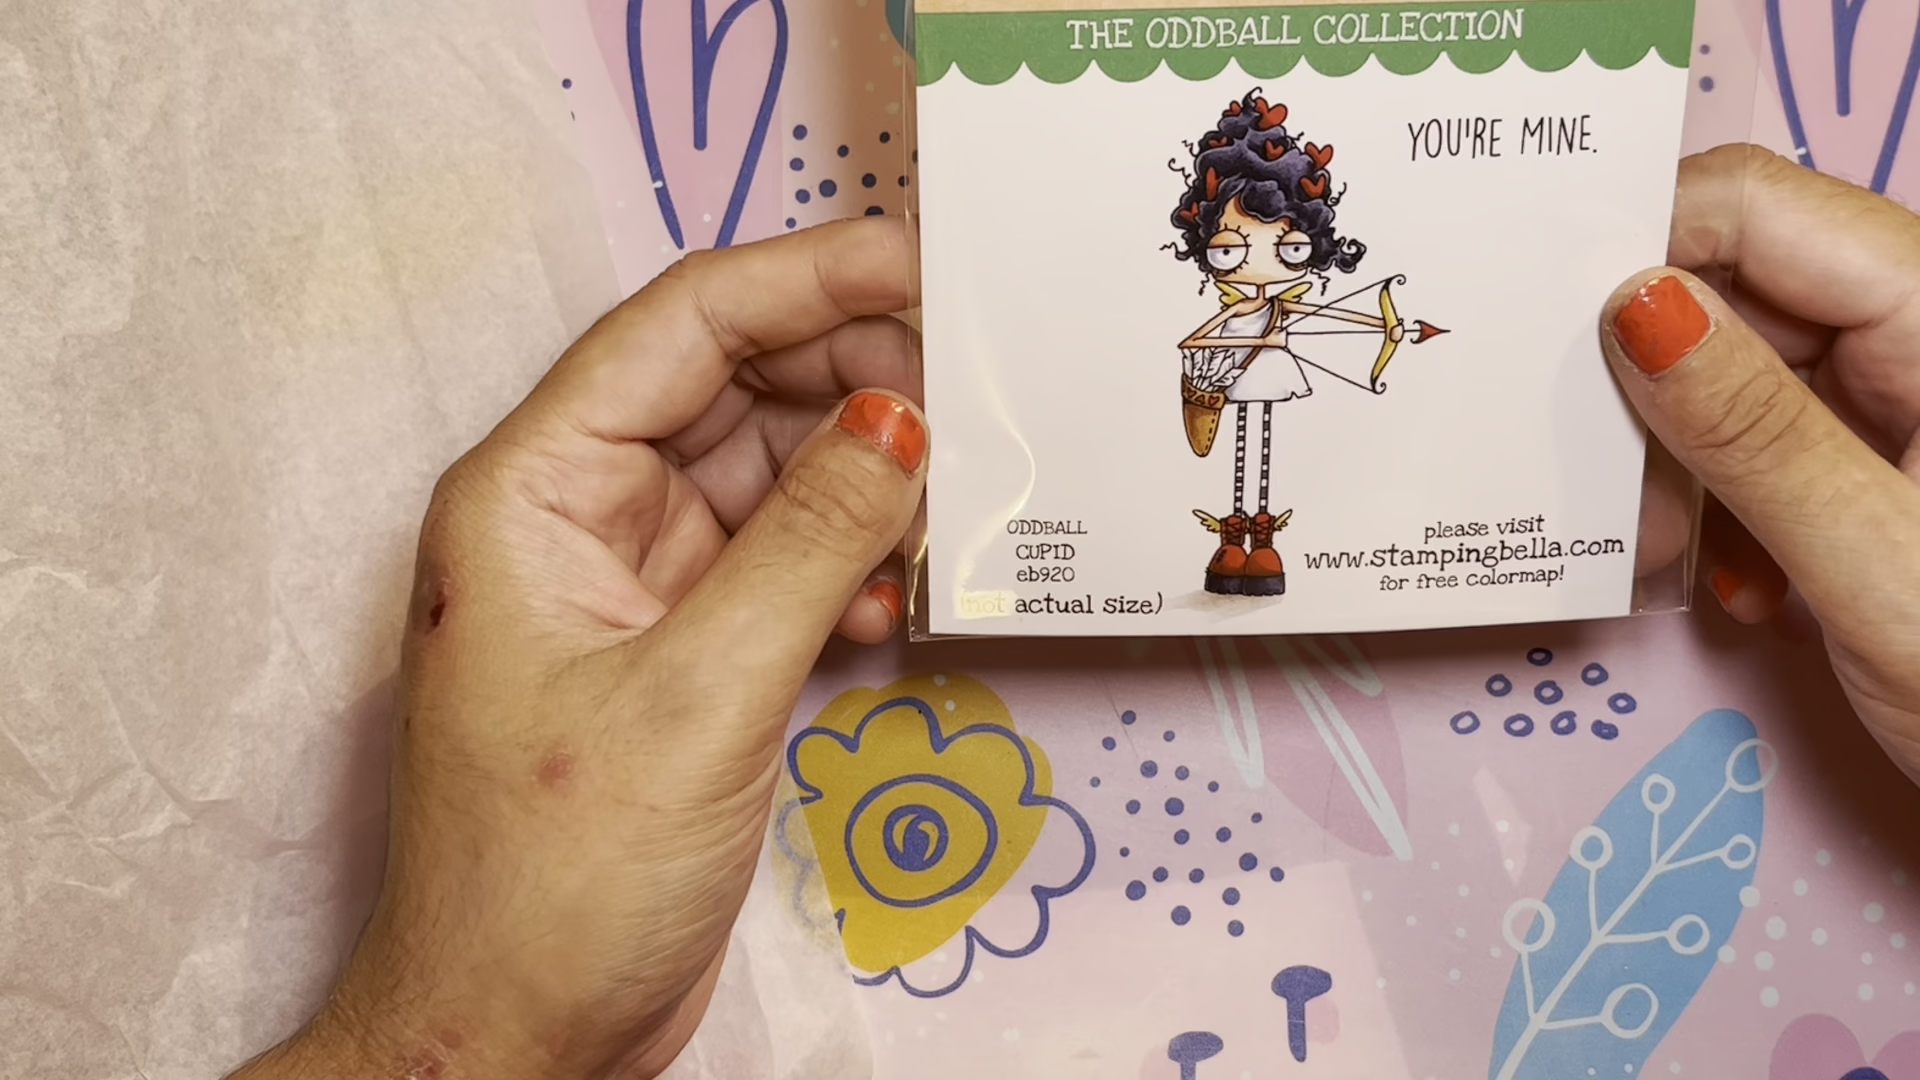 THE ODDBALL COLLECTION
YOU'RE MINE.
ODDBALL
CUPID
eb920
(not actual size)
please visit
www.stampingbella.com
for free colormap!